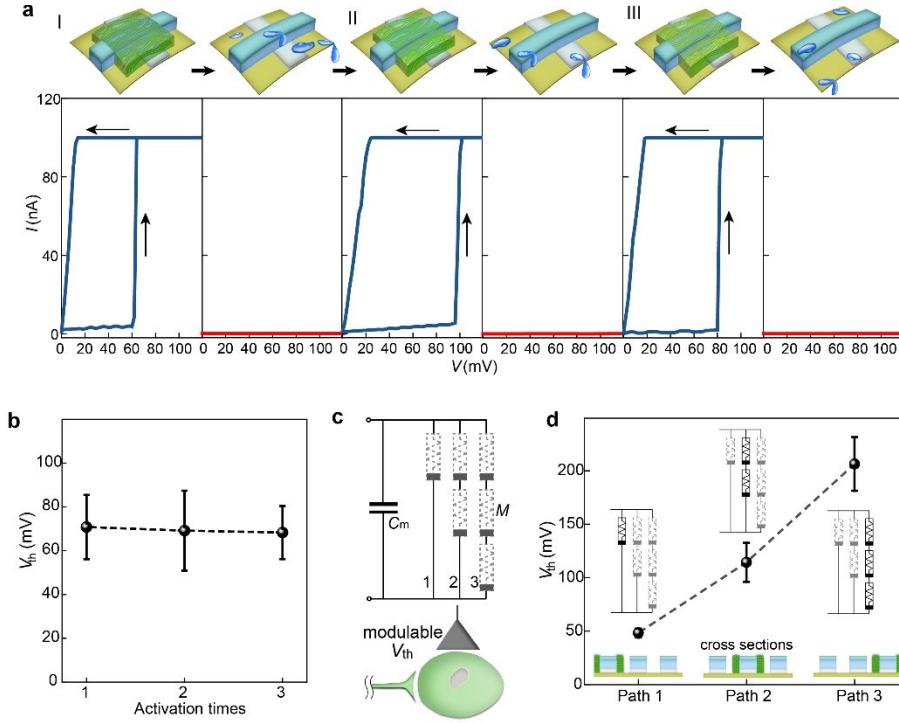 a
I
II
III
120
80
40
0
I (nA)
0 20 40 60 80 100
0 20 40 60 80 100
0 20 40 60 80 100
0 20 40 60 80 100
0 20 40 60 80 100
0 20 40 60 80 100
V (mV)
b
100
80
60
40
20
0
Vth (mV)
1 2 3
Activation times
c
Cm
M
1 2 3
modulable
Vth
d
200
150
100
50
0
Vth (mV)
cross sections
Path 1 Path 2 Path 3